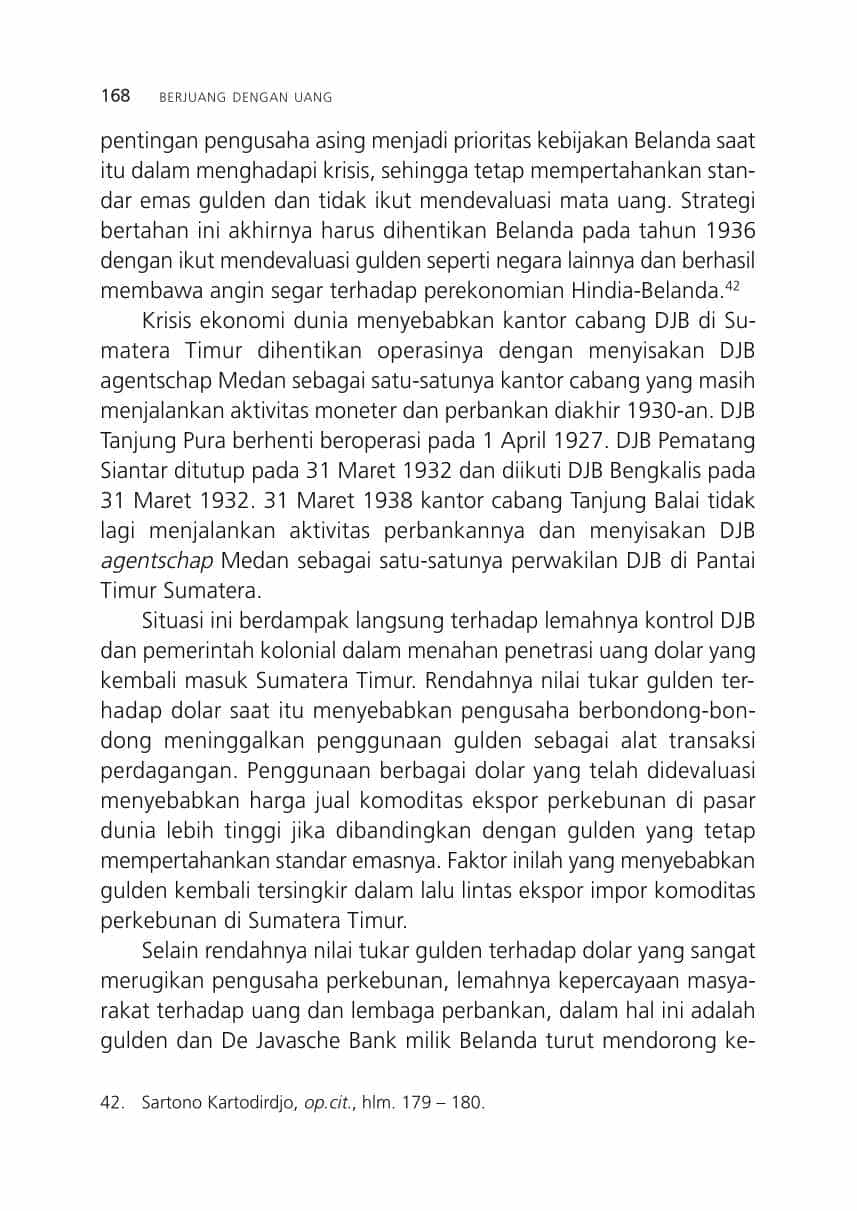 168 BERJUANG DENGAN UANG
pentingan pengusaha asing menjadi prioritas kebijakan Belanda saat
itu dalam menghadapi krisis, sehingga tetap mempertahankan stan-
dar emas gulden dan tidak ikut mendevaluasi mata uang. Strategi
bertahan ini akhirnya harus dihentikan Belanda pada tahun 1936
dengan ikut mendevaluasi gulden seperti negara lainnya dan berhasil
membawa angin segar terhadap perekonomian Hindia-Belanda.42
Krisis ekonomi dunia menyebabkan kantor cabang DJB di Su-
matera Timur dihentikan operasinya dengan menyisakan DJB
agentschap Medan sebagai satu-satunya kantor cabang yang masih
menjalankan aktivitas moneter dan perbankan diakhir 1930-an. DJB
Tanjung Pura berhenti beroperasi pada 1 April 1927. DJB Pematang
Siantar ditutup pada 31 Maret 1932 dan diikuti DJB Bengkalis pada
31 Maret 1932. 31 Maret 1938 kantor cabang Tanjung Balai tidak
lagi menjalankan aktivitas perbankannya dan menyisakan DJB
agentschap Medan sebagai satu-satunya perwakilan DJB di Pantai
Timur Sumatera.
Situasi ini berdampak langsung terhadap lemahnya kontrol DJB
dan pemerintah kolonial dalam menahan penetrasi uang dolar yang
kembali masuk Sumatera Timur. Rendahnya nilai tukar gulden ter-
hadap dolar saat itu menyebabkan pengusaha berbondong-bon-
dong meninggalkan penggunaan gulden sebagai alat transaksi
perdagangan. Penggunaan berbagai dolar yang telah didevaluasi
menyebabkan harga jual komoditas ekspor perkebunan di pasar
dunia lebih tinggi jika dibandingkan dengan gulden yang tetap
mempertahankan standar emasnya. Faktor inilah yang menyebabkan
gulden kembali tersingkir dalam lalu lintas ekspor impor komoditas
perkebunan di Sumatera Timur.
Selain rendahnya nilai tukar gulden terhadap dolar yang sangat
merugikan pengusaha perkebunan, lemahnya kepercayaan masya-
rakat terhadap uang dan lembaga perbankan, dalam hal ini adalah
gulden dan De Javasche Bank milik Belanda turut mendorong ke-
42. Sartono Kartodirdjo, op.cit., hlm. 179 – 180.